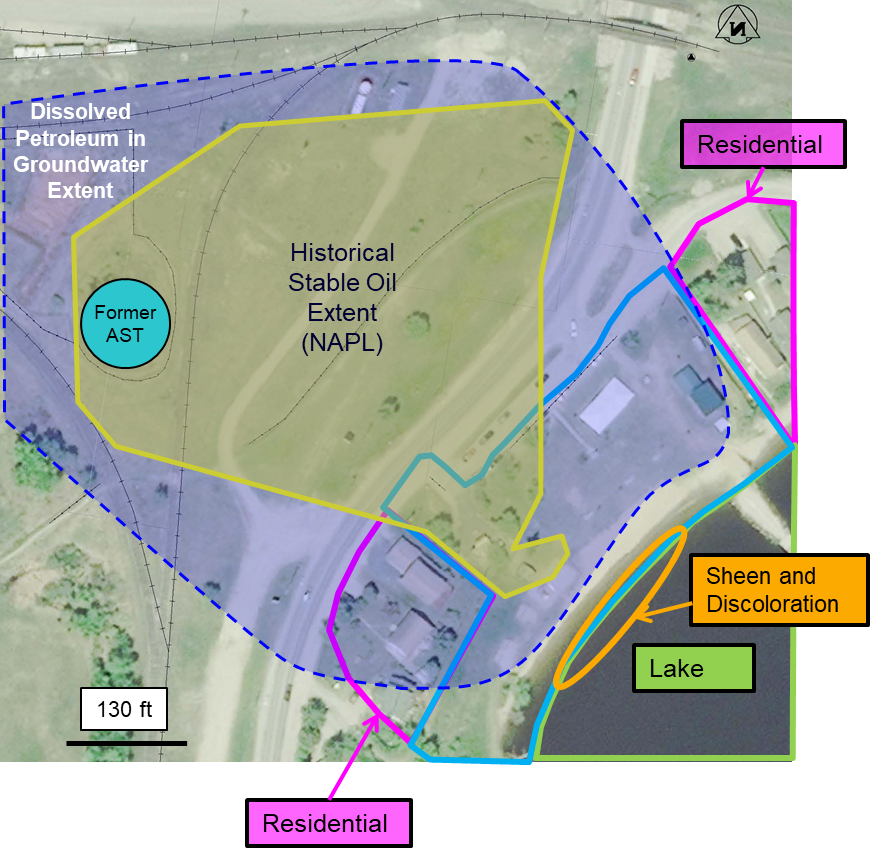 N
Dissolved
Petroleum in
Groundwater
Extent
Residential
Historical
Stable Oil
Extent
(NAPL)
Former
AST
Sheen and
Discoloration
Lake
130 ft
Residential